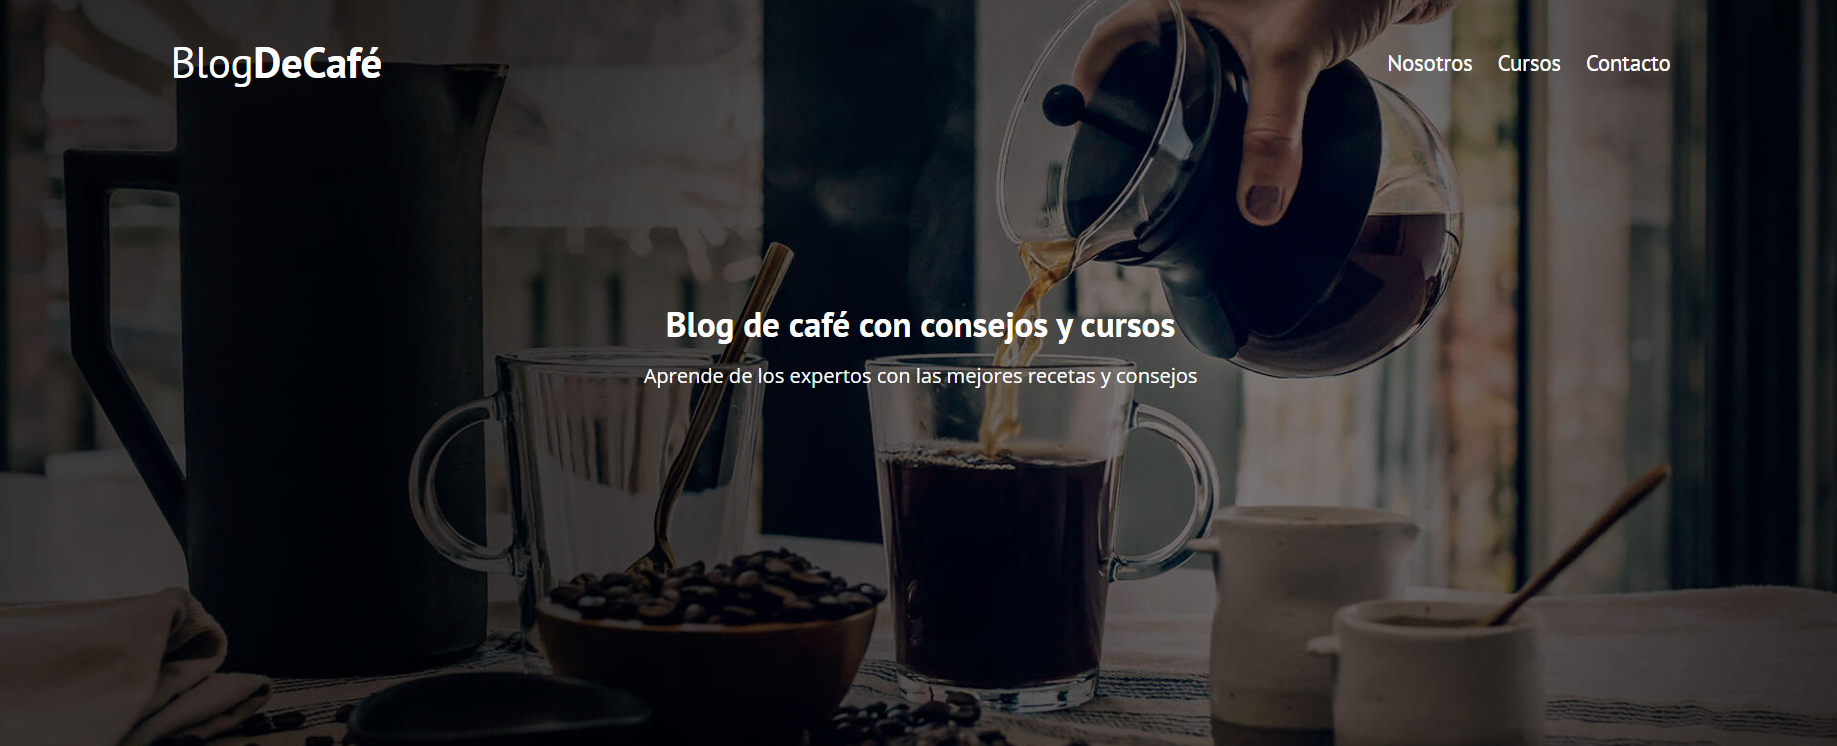 BlogDeCafé
Nosotros Cursos Contacto
Blog de café con consejos y cursos
Aprende de los expertos con las mejores recetas y consejos